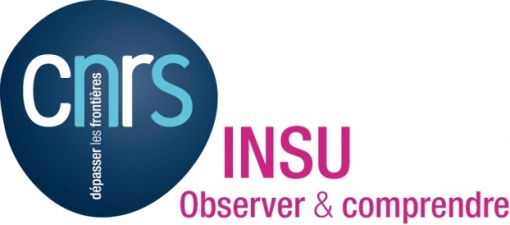 cnrs
dépasser les frontières
INSU
Observer & comprendre